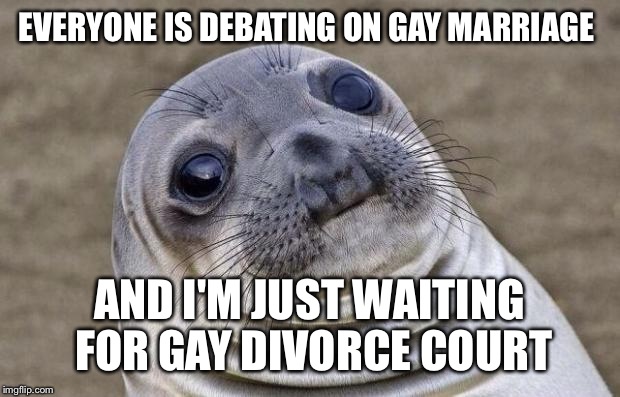 EVERYONE IS DEBATING ON GAY MARRIAGE
AND I'M JUST WAITING
FOR GAY DIVORCE COURT
imgflip.com